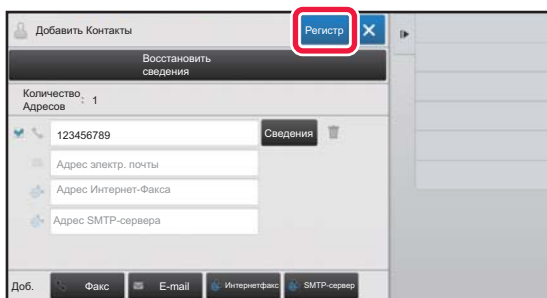 Добавить Контакты
Регистр
Восстановить
сведения
Количество
Адресов : 1
123456789
Сведения
Адрес электр. почты
Адрес Интернет-Факса
Адрес SMTP-сервера
Доб.
Факс
E-mail
Интернетфакс
SMTP-сервер